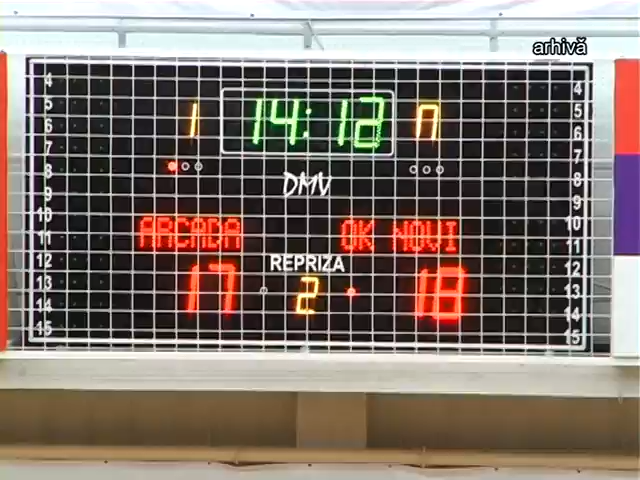 arhivă
4 4
5 1 14:12 0 5
6 6
7 7
8 DMV 8
9 9
10 10
11 ARCADA OK NOVI 11
12 REPRIZA 12
13 17 2 18 13
14 14
15 15